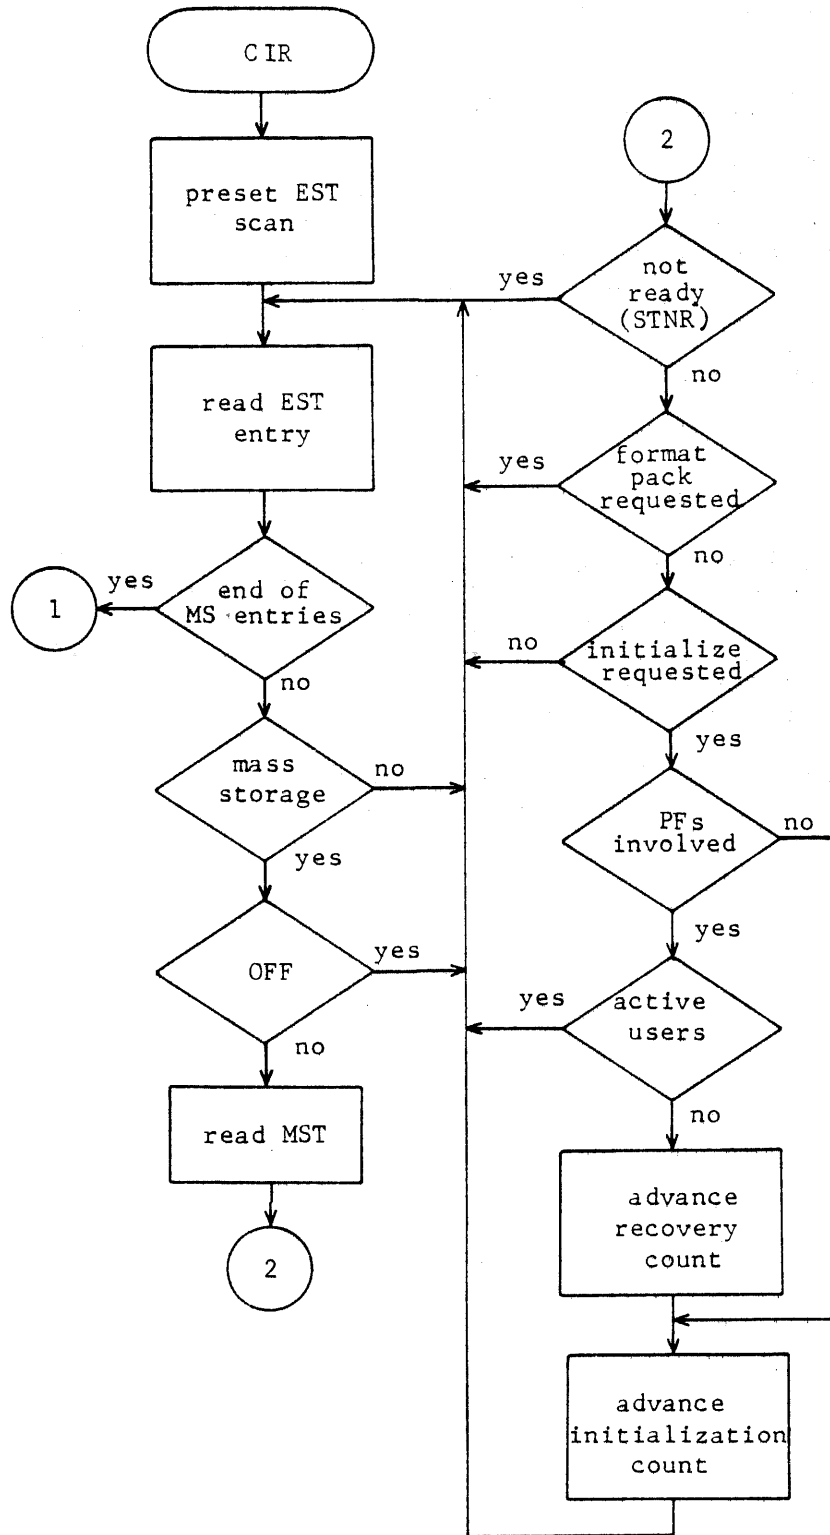 CIR
preset EST
scan
read EST
entry
end of
MS entries
yes
1
no
mass
storage
no
yes
OFF
yes
no
read MST
2
2
not
ready
(STNR)
yes
no
format
pack
requested
yes
no
initialize
requested
no
yes
PFs
involved
no
yes
active
users
yes
no
advance
recovery
count
advance
initialization
count